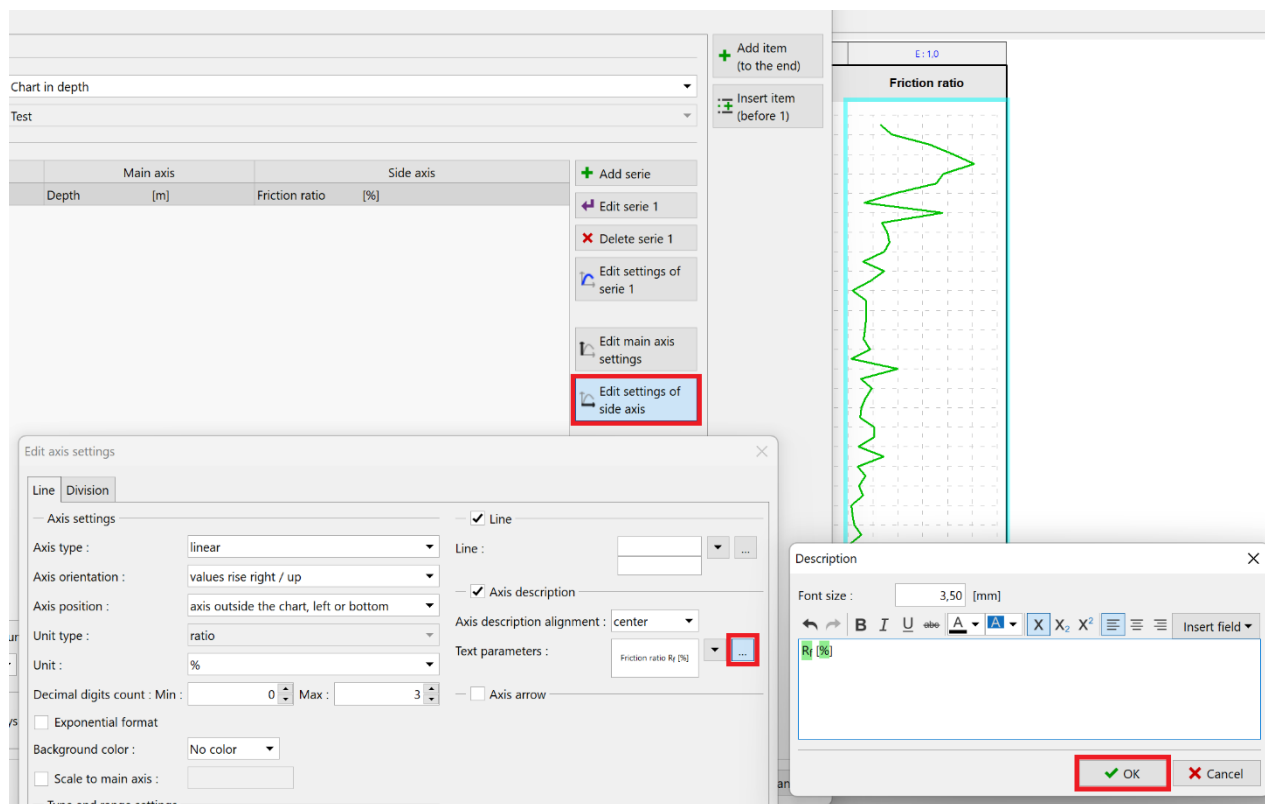 Chart in depth
Test
Main axis
Side axis
Depth [m] Friction ratio [%]
Add item
(to the end)
Insert item
(before 1)
Add serie
Edit serie 1
Delete serie 1
Edit settings of
serie 1
Edit main axis
settings
Edit settings of
side axis
E : 1.0
Friction ratio
Edit axis settings
Line Division
Axis settings
Axis type : linear
Axis orientation : values rise right / up
Axis position : axis outside the chart, left or bottom
Unit type : ratio
Unit : %
Decimal digits count : Min : 0 Max : 3
Exponential format
Background color : No color
Scale to main axis :
Type and range settings
Line
Line : ...
Axis description
Axis description alignment : center
Text parameters : Friction ratio Rf [%] ...
Axis arrow
Description
Font size : 3,50 [mm]
B I U abc A A X X₂ X² Insert field
Rf [%]
OK Cancel